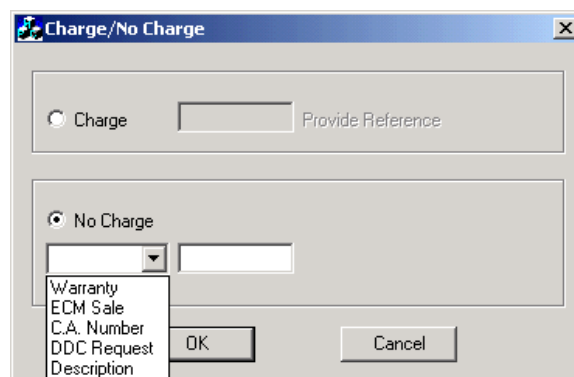 Charge/No Charge
Charge Provide Reference
No Charge
Warranty
ECM Sale
C.A. Number
DDC Request
Description
OK Cancel